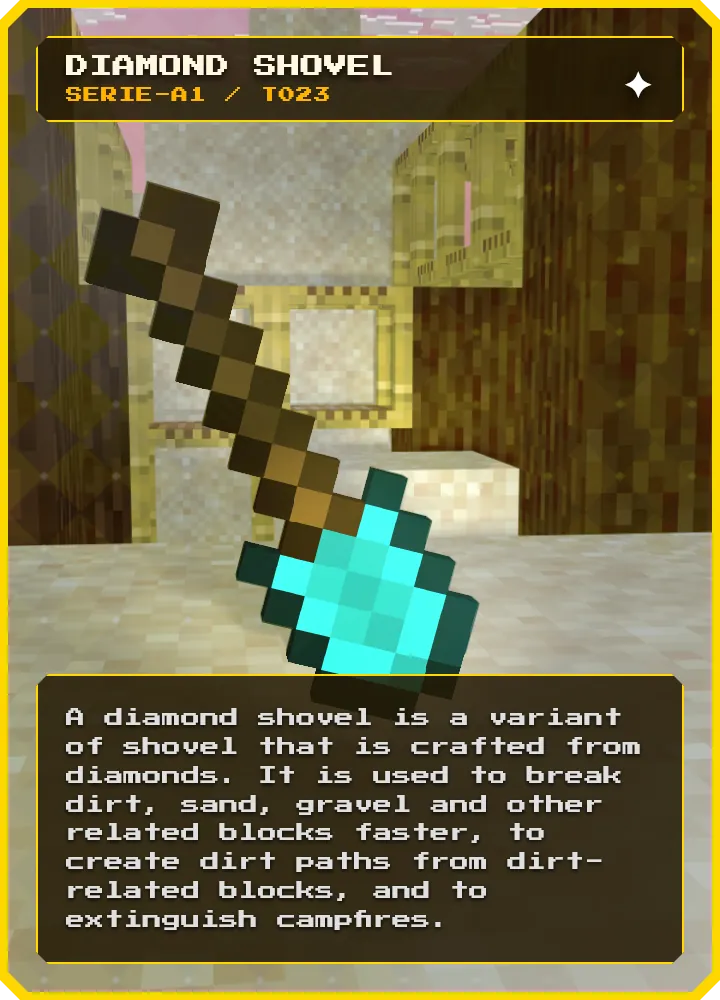 DIAMOND SHOVEL
SERIE-A1 / T023
A diamond shovel is a variant
of shovel that is crafted from
diamonds. It is used to break
dirt, sand, gravel and other
related blocks faster, to
create dirt paths from dirt-
related blocks, and to
extinguish campfires.